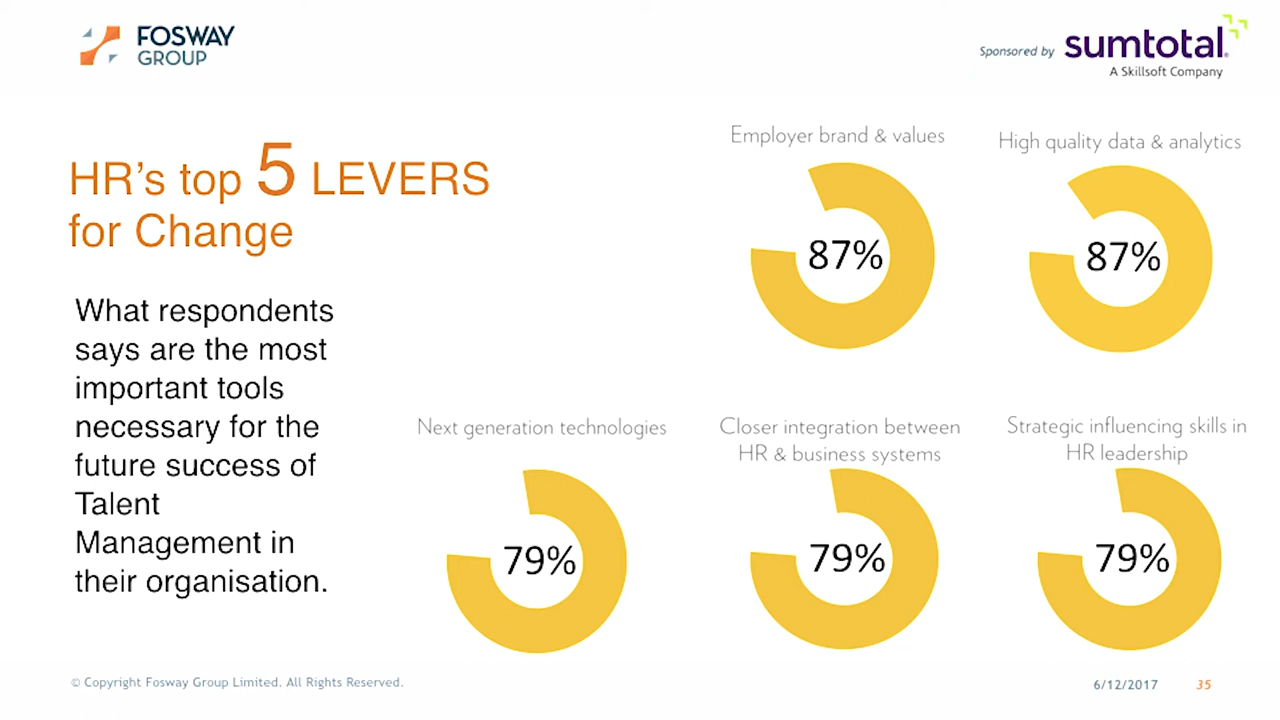 FOSWAY
GROUP
Sponsored by
sumtotal.
A Skillsoft Company
HR's top 5 LEVERS
for Change
What respondents
says are the most
important tools
necessary for the
future success of
Talent
Management in
their organisation.
Employer brand & values
87%
High quality data & analytics
87%
Next generation technologies
79%
Closer integration between
HR & business systems
79%
Strategic influencing skills in
HR leadership
79%
© Copyright Fosway Group Limited. All Rights Reserved.
6/12/2017
35